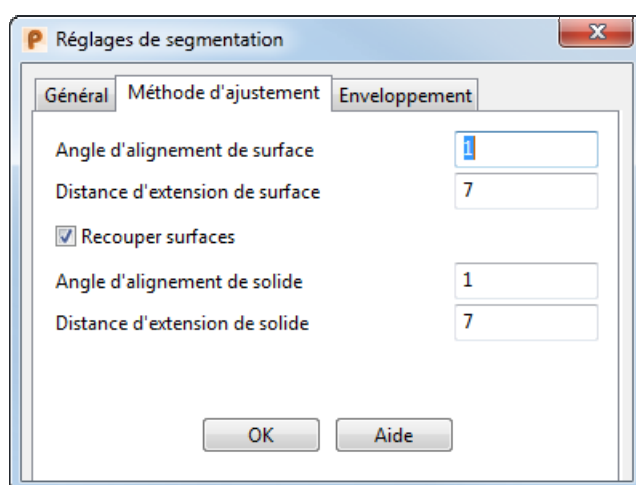 Réglages de segmentation
Général Méthode d'ajustement Enveloppement
Angle d'alignement de surface 1
Distance d'extension de surface 7
Recouper surfaces
Angle d'alignement de solide 1
Distance d'extension de solide 7
OK Aide